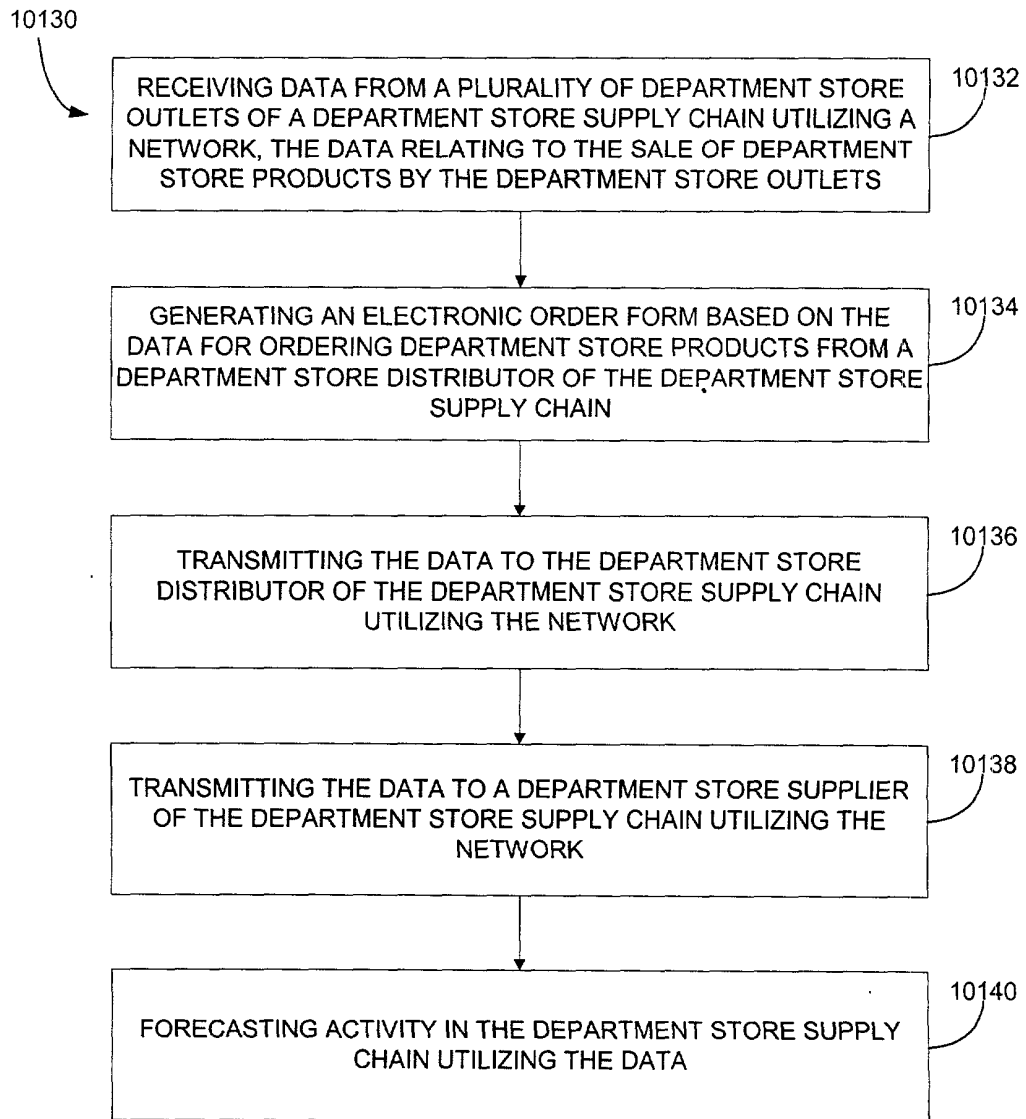 10130
10132
RECEIVING DATA FROM A PLURALITY OF DEPARTMENT STORE
OUTLETS OF A DEPARTMENT STORE SUPPLY CHAIN UTILIZING A
NETWORK, THE DATA RELATING TO THE SALE OF DEPARTMENT
STORE PRODUCTS BY THE DEPARTMENT STORE OUTLETS
10134
GENERATING AN ELECTRONIC ORDER FORM BASED ON THE
DATA FOR ORDERING DEPARTMENT STORE PRODUCTS FROM A
DEPARTMENT STORE DISTRIBUTOR OF THE DEPARTMENT STORE
SUPPLY CHAIN
10136
TRANSMITTING THE DATA TO THE DEPARTMENT STORE
DISTRIBUTOR OF THE DEPARTMENT STORE SUPPLY CHAIN
UTILIZING THE NETWORK
10138
TRANSMITTING THE DATA TO A DEPARTMENT STORE SUPPLIER
OF THE DEPARTMENT STORE SUPPLY CHAIN UTILIZING THE
NETWORK
10140
FORECASTING ACTIVITY IN THE DEPARTMENT STORE SUPPLY
CHAIN UTILIZING THE DATA